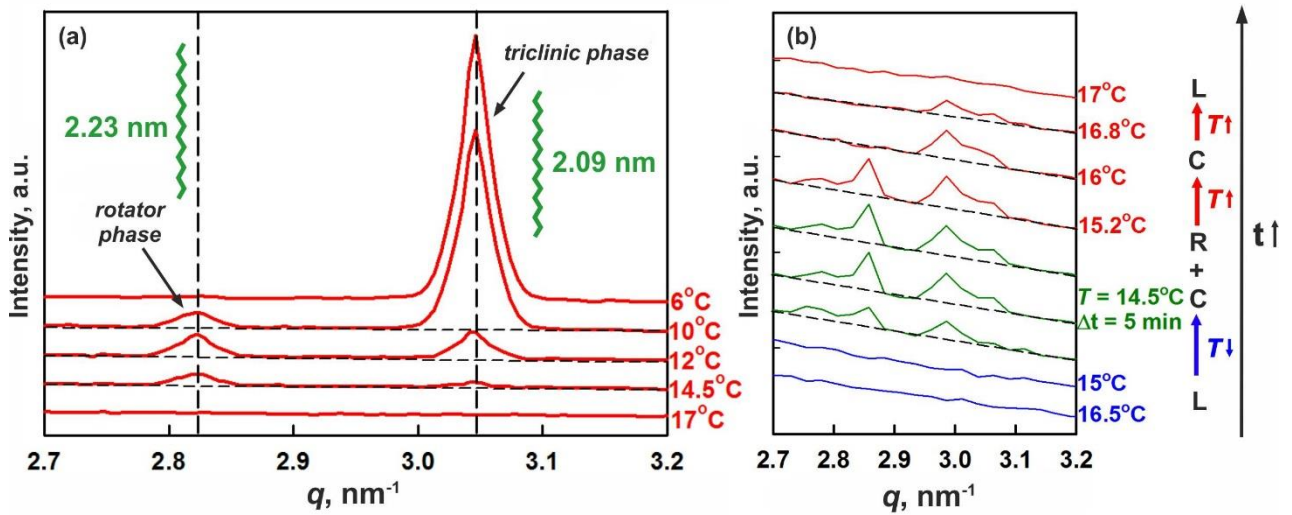 (a)
triclinic phase
2.23 nm
2.09 nm
rotator
phase
Intensity, a.u.
6°C
10°C
12°C
14.5°C
17°C
2.7 2.8 2.9 3.0 3.1 3.2
q, nm⁻¹
(b)
Intensity, a.u.
17°C
16.8°C
16°C
15.2°C
T = 14.5°C
Δt = 5 min
15°C
16.5°C
2.7 2.8 2.9 3.0 3.1 3.2
q, nm⁻¹
L
T↑
C
T↑
R
+
C
T↓
L
t↑